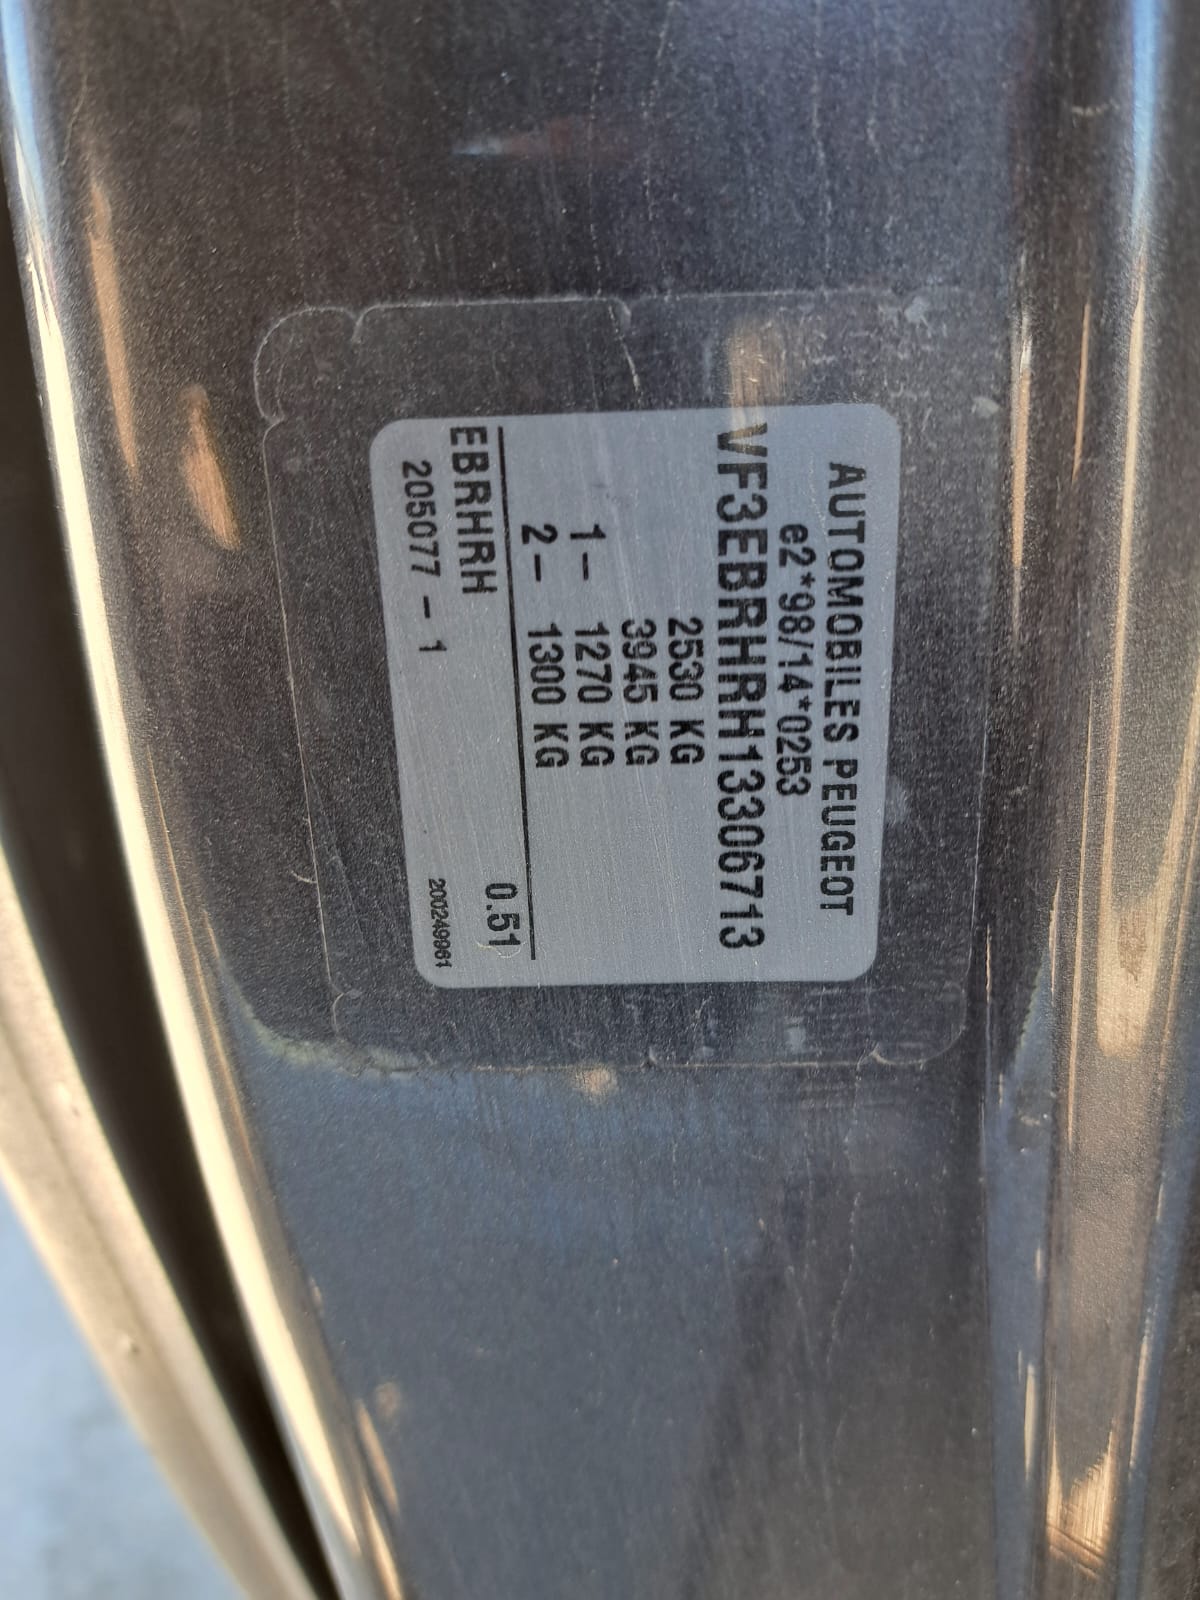 AUTOMOBILES PEUGEOT
e2*98/14*0253
VF3EBRHRH13306713
2530 KG
3945 KG
1- 1270 KG
2- 1300 KG
EBRHRH 0.51
205077 - 1 200249961